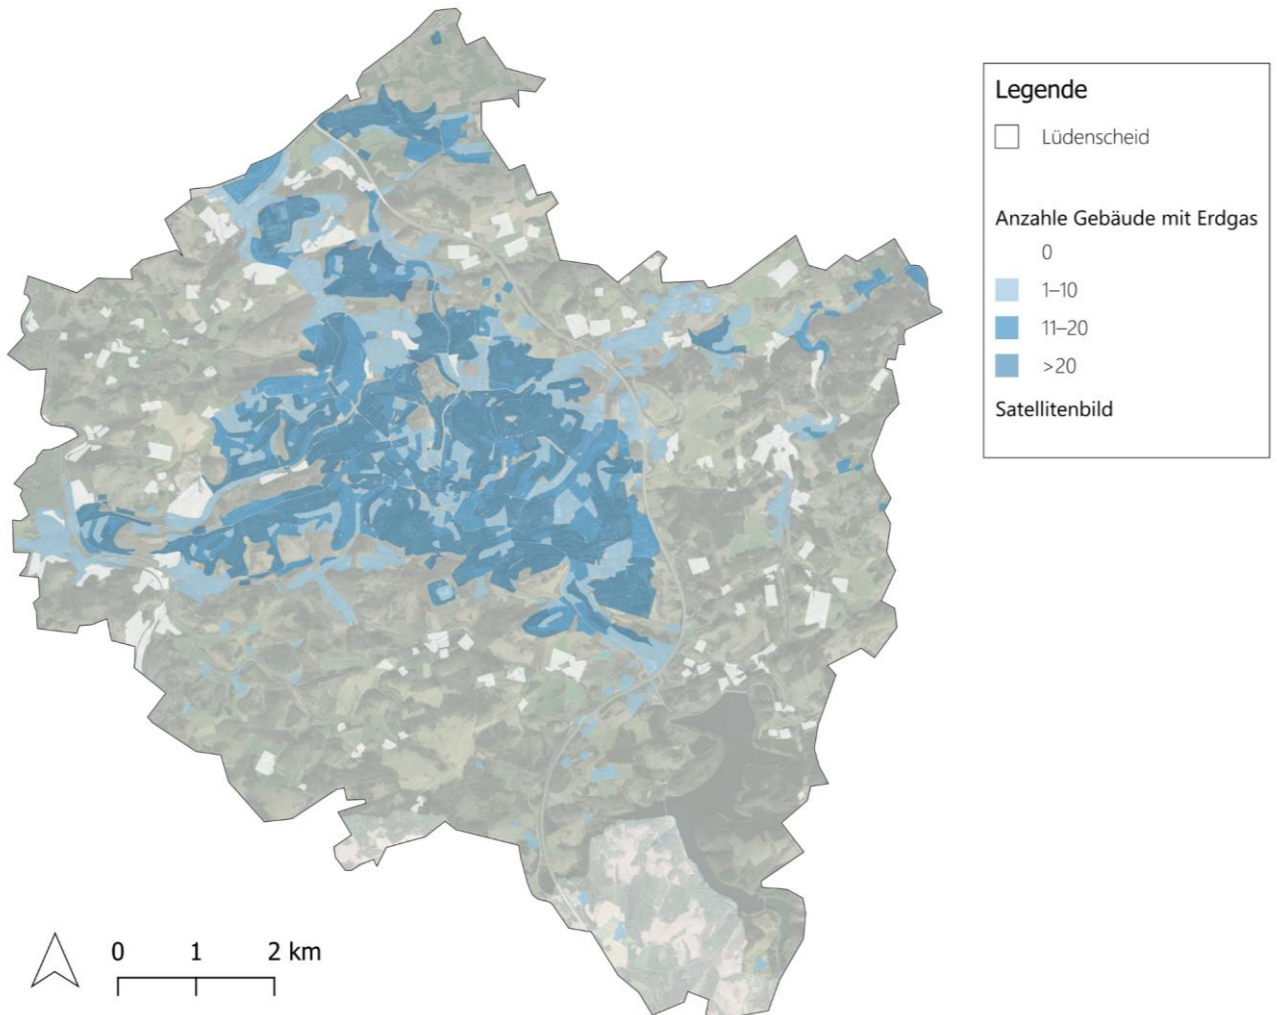 Legende
Lüdenscheid
Anzahle Gebäude mit Erdgas
0
1–10
11–20
>20
Satellitenbild
0 1 2 km